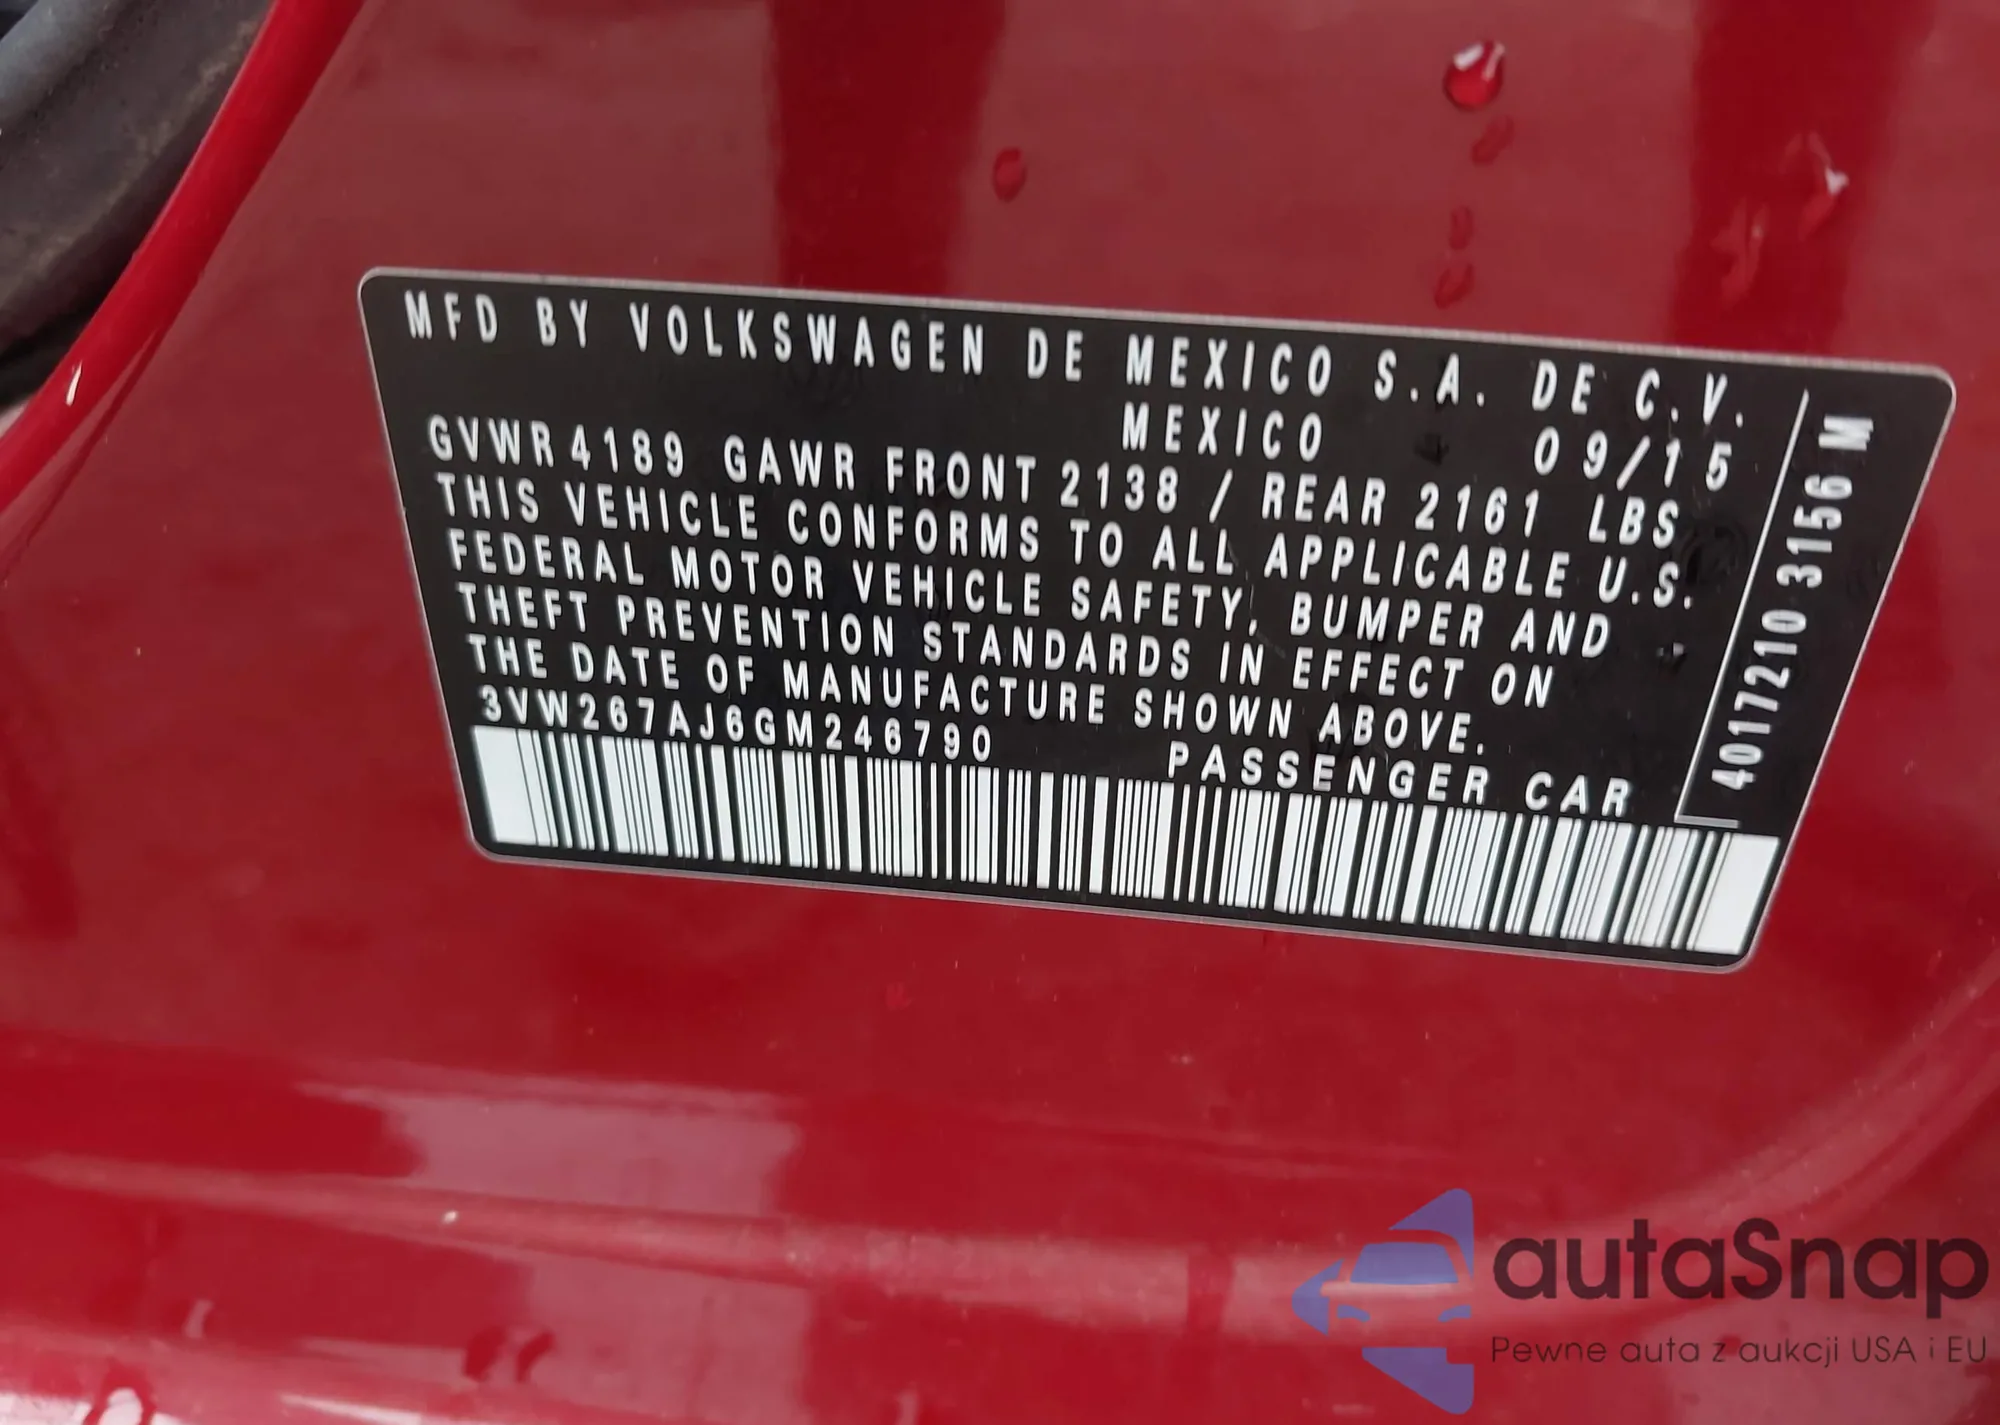 MFD BY VOLKSWAGEN DE MEXICO S.A. DE C.V.
MEXICO 09/15
GVWR 4189 GAWR FRONT 2138 / REAR 2161 LBS
THIS VEHICLE CONFORMS TO ALL APPLICABLE U.S.
FEDERAL MOTOR VEHICLE SAFETY, BUMPER AND
THEFT PREVENTION STANDARDS IN EFFECT ON
THE DATE OF MANUFACTURE SHOWN ABOVE.
3VW267AJ6GM246790 PASSENGER CAR
4017210 3156 M
autaSnap
Pewne auta z aukcji USA i EU